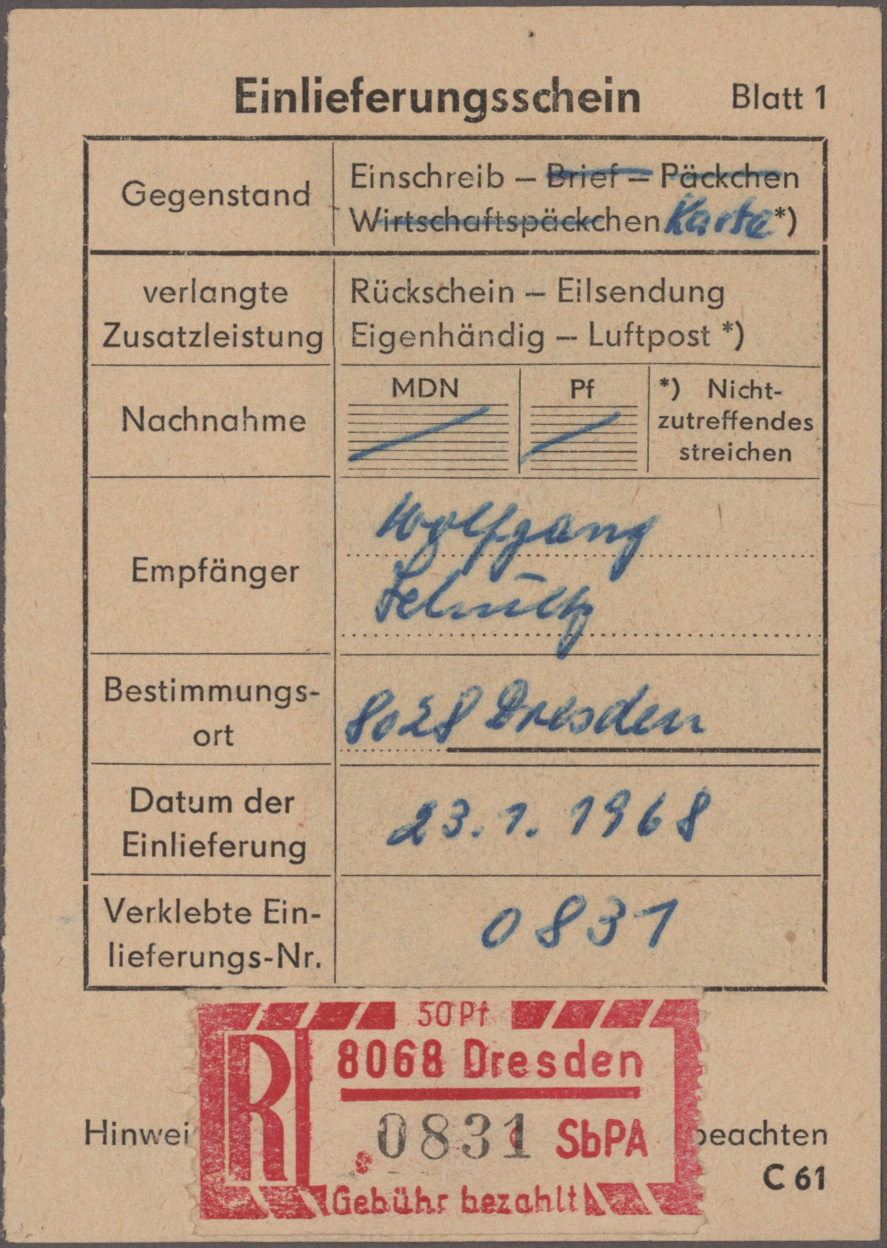 Einlieferungsschein Blatt 1
Gegenstand
Einschreib – Brief – Päckchen
Wirtschaftspäckchen Karte *)
verlangte
Zusatzleistung
Rückschein – Eilsendung
Eigenhändig – Luftpost *)
Nachnahme
MDN
Pf
*) Nicht-
zutreffendes
streichen
Empfänger
Wolfgang
Schultz
Bestimmungs-
ort
8028 Dresden
Datum der
Einlieferung
23.1.1968
Verklebte Ein-
lieferungs-Nr.
0831
50 Pf
R
8068 Dresden
0831 SbPA
Gebühr bezahlt
Hinwei
beachten
C 61